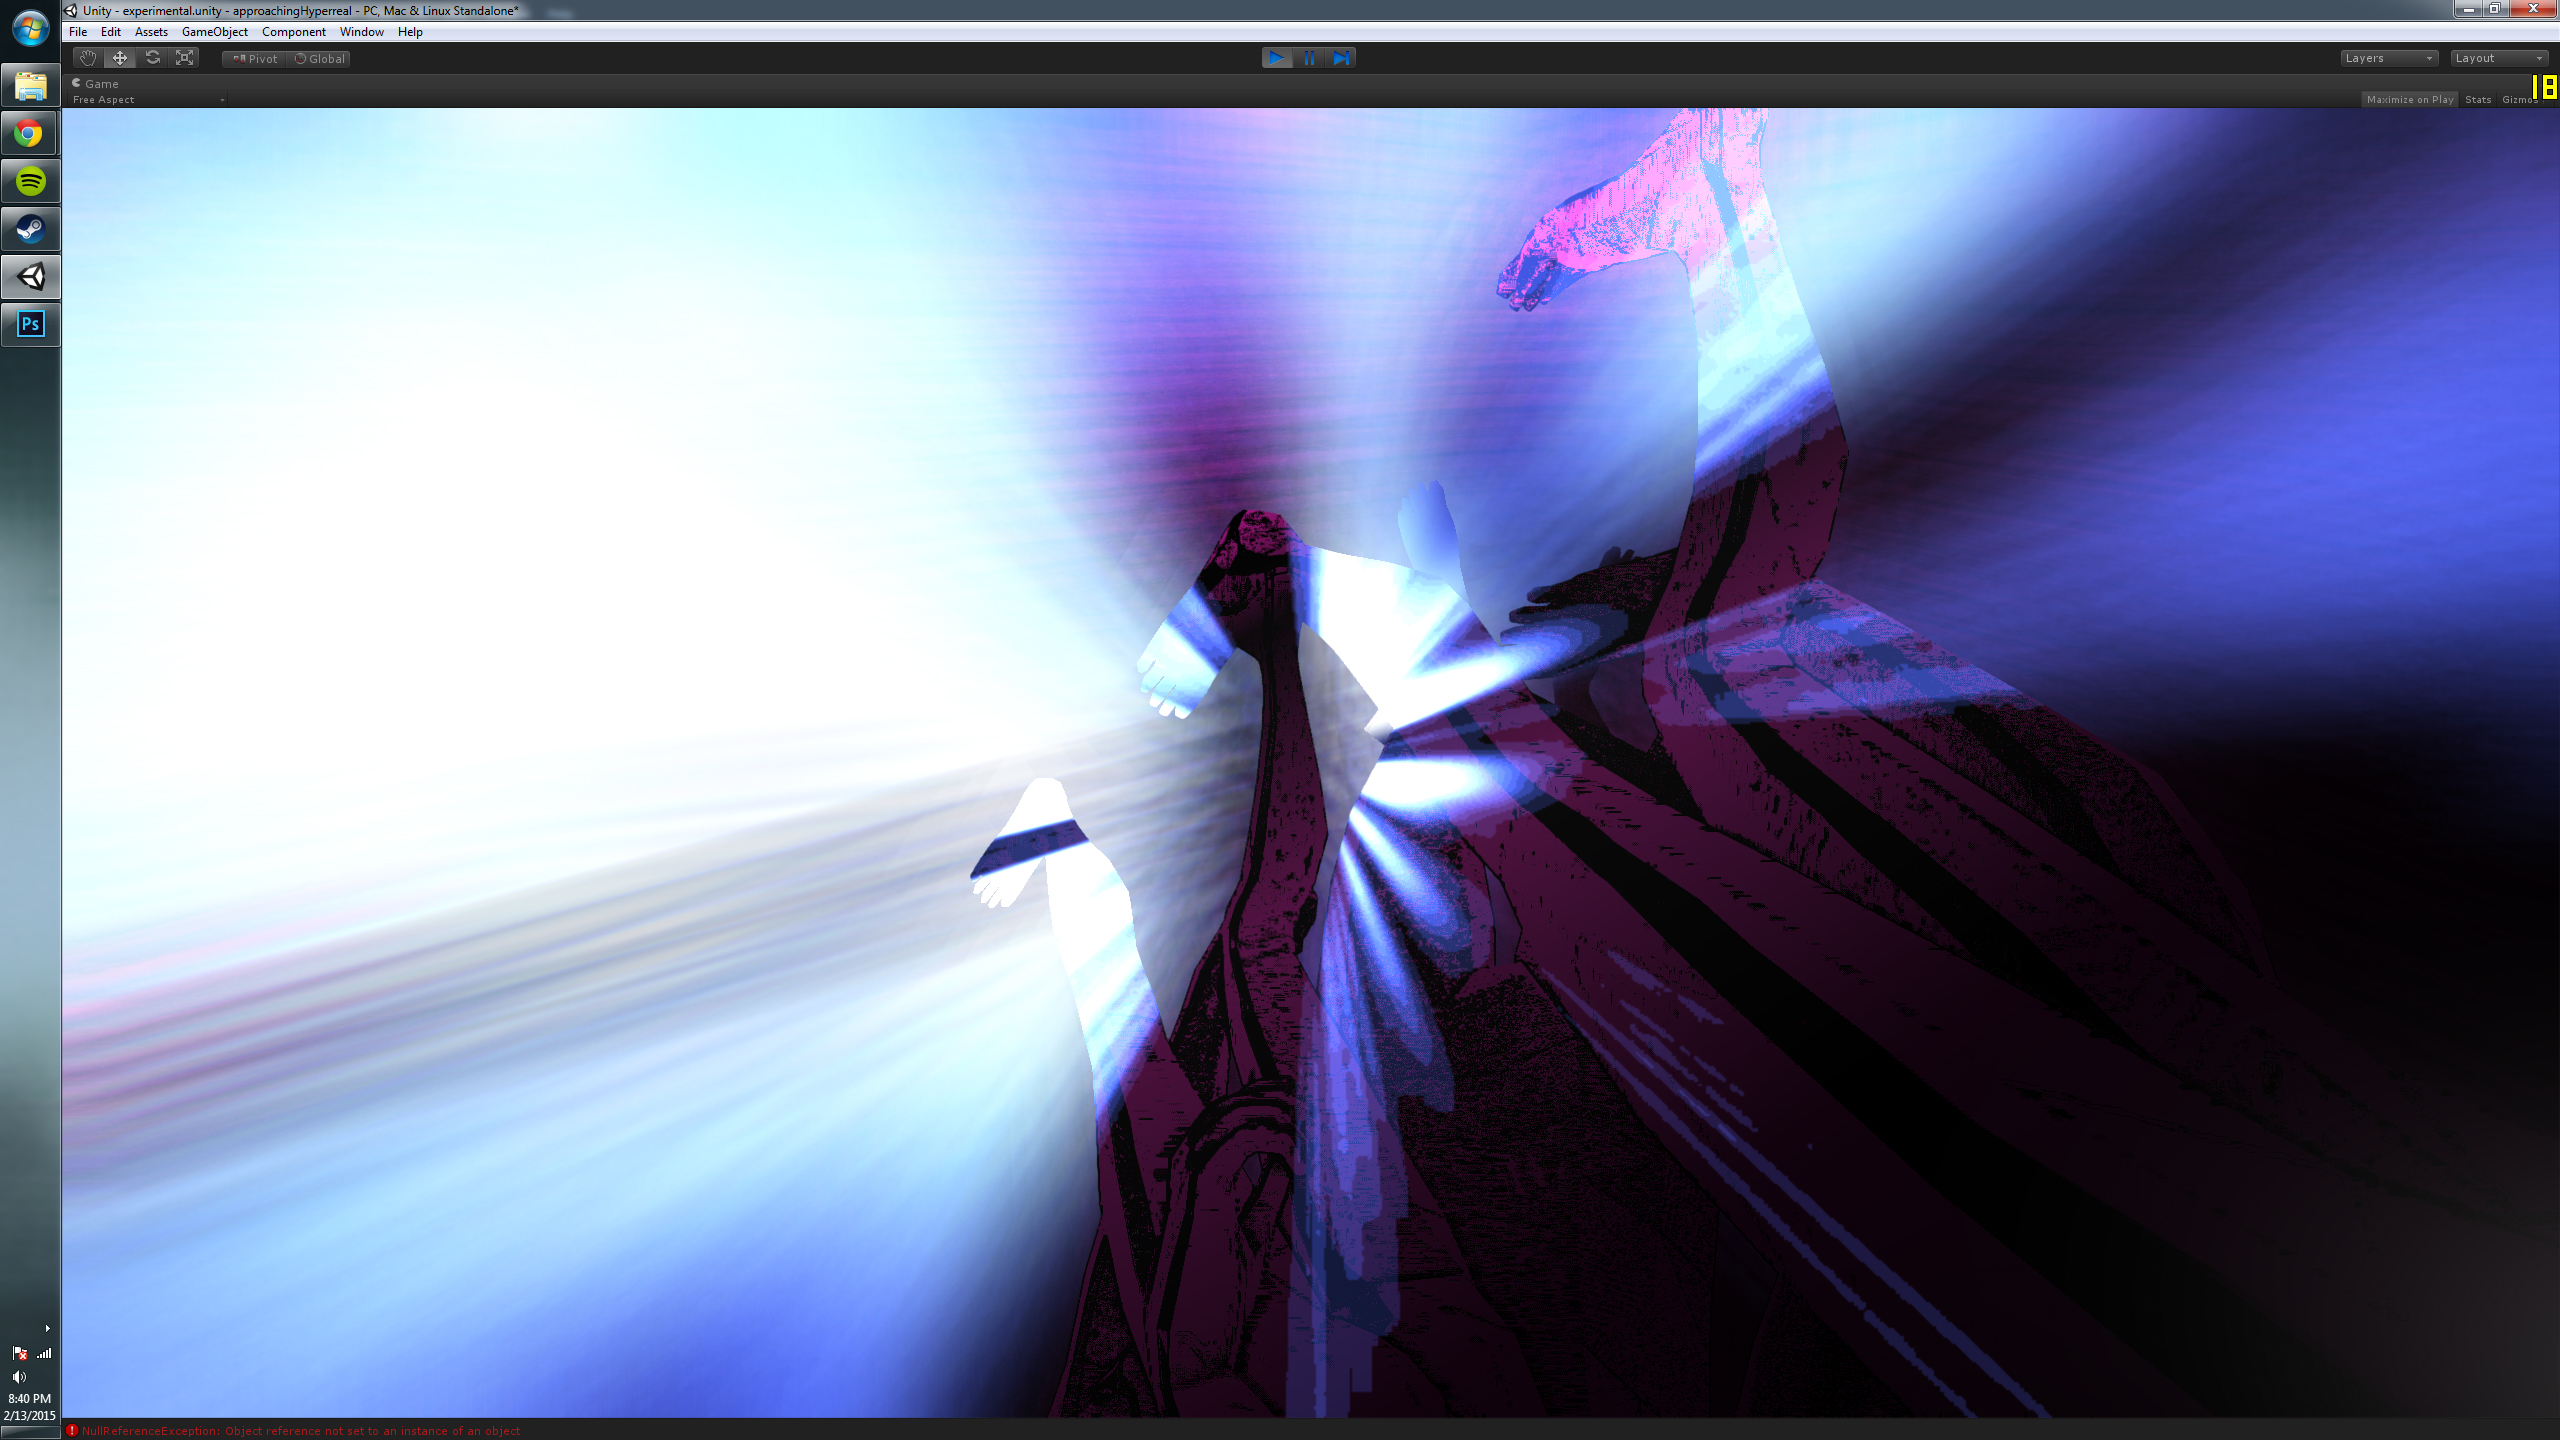 Unity - experimental.unity - approachingHyperreal - PC, Mac & Linux Standalone*
File Edit Assets GameObject Component Window Help
Pivot Global Layers Layout
Game
Free Aspect Maximize on Play Stats Gizmos
18
Ps
8:40 PM
2/13/2015
NullReferenceException: Object reference not set to an instance of an object